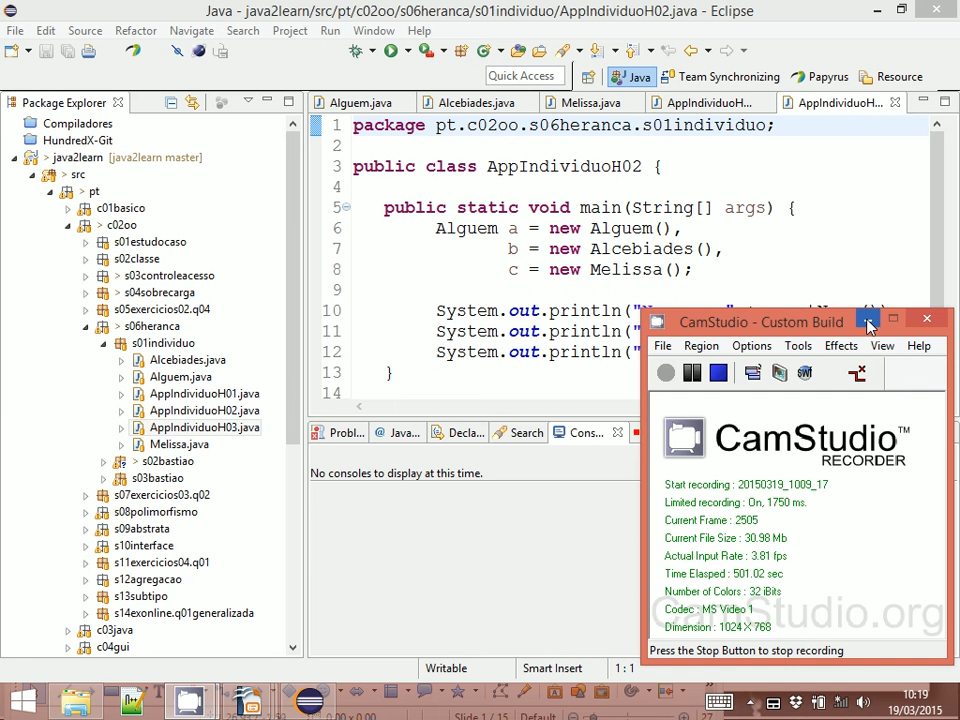 Java - java2learn/src/pt/c02oo/s06heranca/s01individuo/AppIndividuoH02.java - Eclipse
File Edit Source Refactor Navigate Search Project Run Window Help
Quick Access
Java
Team Synchronizing
Papyrus
Resource
Package Explorer
Alguem.java
Alcebiades.java
Melissa.java
AppIndividuoH...
AppIndividuoH...
Compiladores
HundredX-Git
> java2learn [java2learn master]
> src
> pt
c01basico
> c02oo
s01estudocaso
s02classe
> s03controleacesso
> s04sobrecarga
s05exercicios02.q04
> s06heranca
s01individuo
Alcebiades.java
Alguem.java
AppIndividuoH01.java
AppIndividuoH02.java
AppIndividuoH03.java
Melissa.java
> s02bastiao
s03bastiao
s07exercicios03.q02
s08polimorfismo
s09abstrata
s10interface
s11exercicios04.q01
s12agregacao
s13subtipo
s14exonline.q01generalizada
c03java
c04gui
1 package pt.c02oo.s06heranca.s01individuo;
2
3 public class AppIndividuoH02 {
4
5 public static void main(String[] args) {
6 Alguem a = new Alguem(),
7 b = new Alcebiades(),
8 c = new Melissa();
9
10 System.out.println("
11 System.out.println("
12 System.out.println("
13 }
14
Probl...
Java...
Decla...
Search
Cons...
No consoles to display at this time.
CamStudio - Custom Build
File Region Options Tools Effects View Help
SWF
CamStudio™
RECORDER
Start recording : 20150319_1009_17
Limited recording : On, 1750 ms.
Current Frame : 2505
Current File Size : 30.98 Mb
Actual Input Rate : 3.81 fps
Time Elasped : 501.02 sec
Number of Colors : 32 iBits
Codec : MS Video 1
Dimension : 1024 X 768
CamStudio.org
Press the Stop Button to stop recording
Writable
Smart Insert
1 : 1
Slide 1 / 15
Default
10:19
19/03/2015